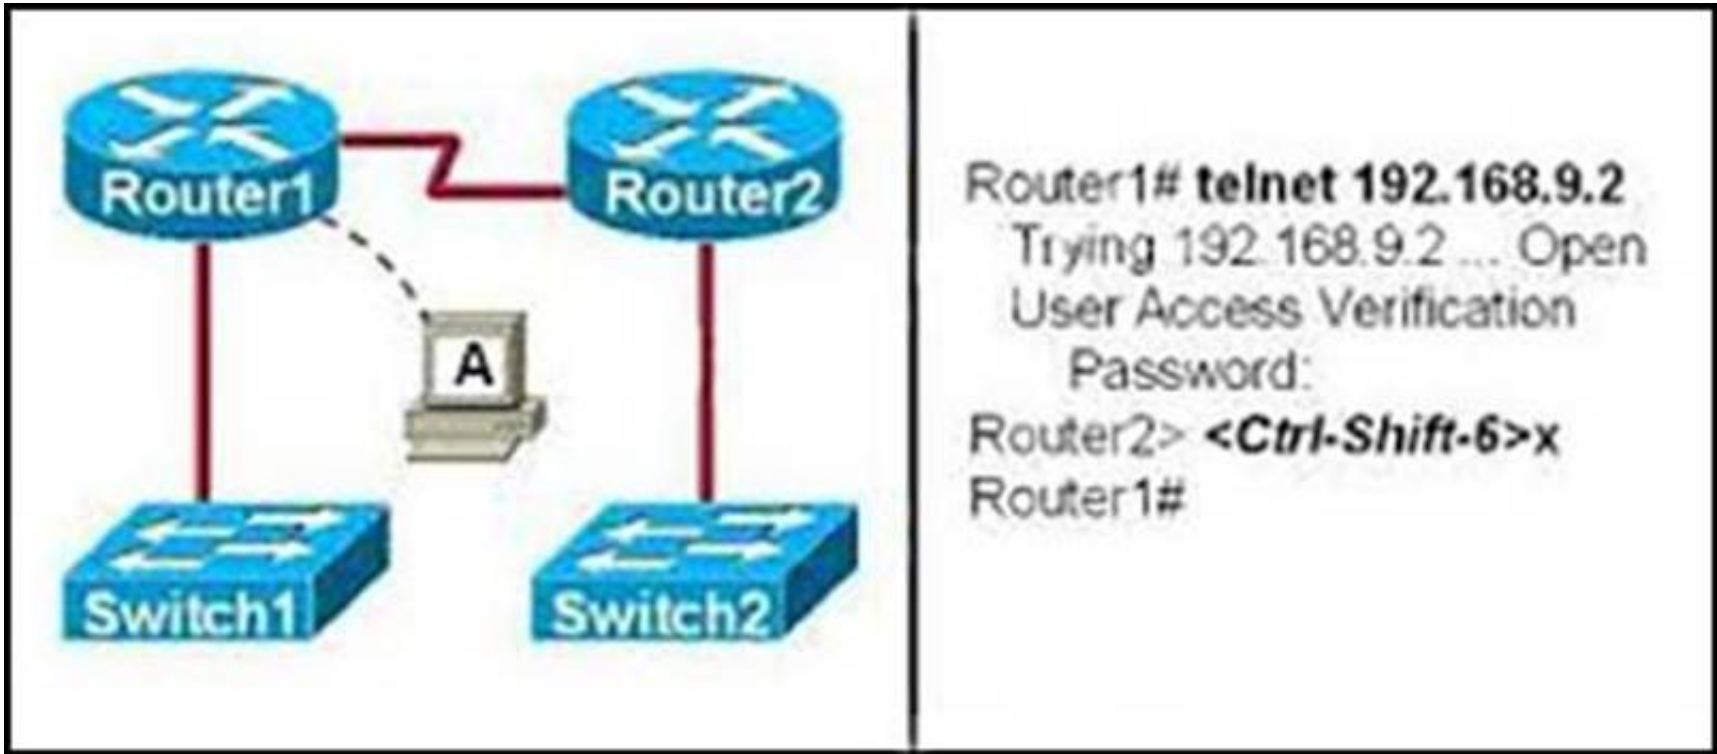 Router1
Router2
A
Switch1
Switch2
Router1# telnet 192.168.9.2
Trying 192.168.9.2 ... Open
User Access Verification
Password:
Router2> <Ctrl-Shift-6>x
Router1#